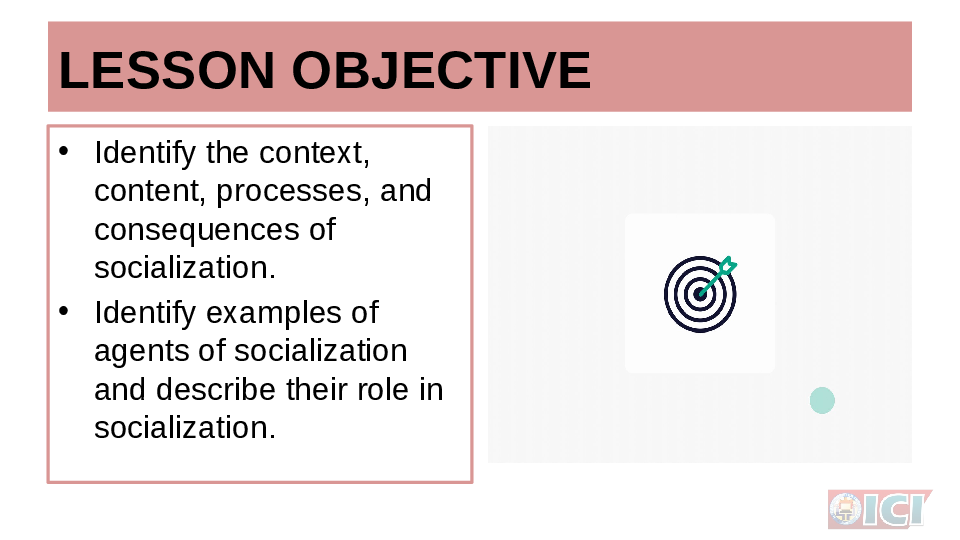 LESSON OBJECTIVE
• Identify the context,
content, processes, and
consequences of
socialization.
• Identify examples of
agents of socialization
and describe their role in
socialization.
ICI